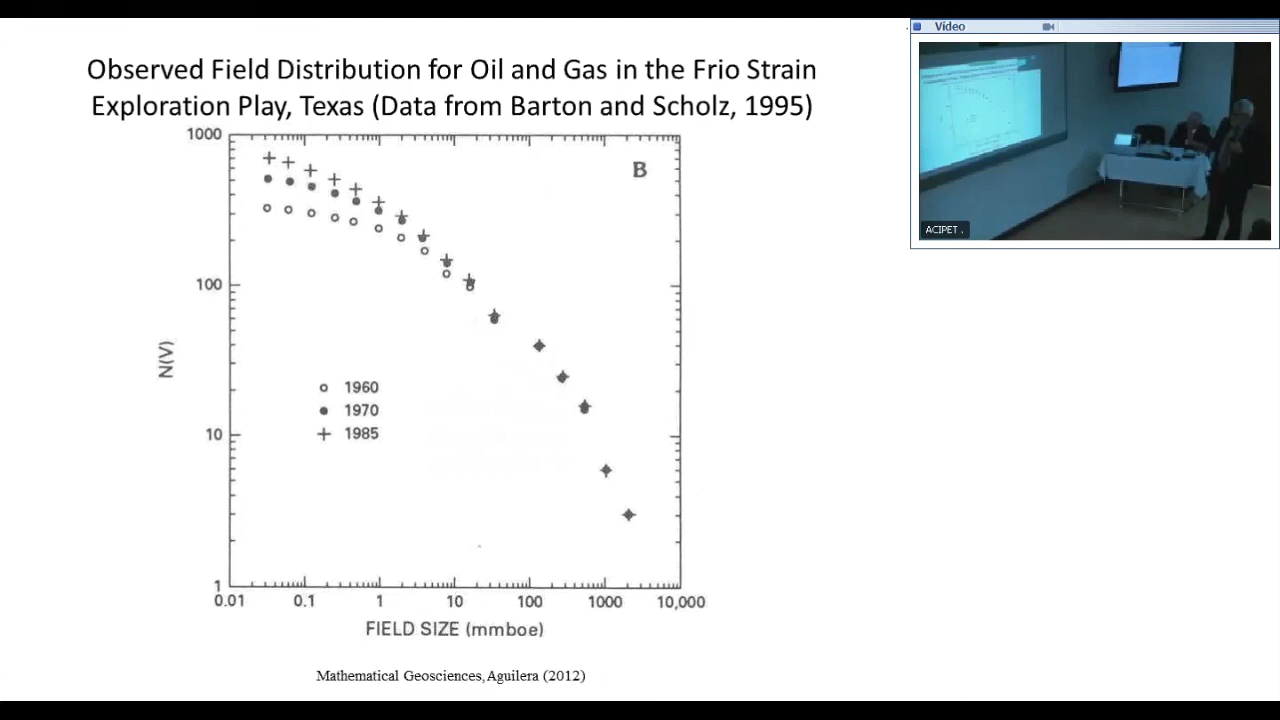 Observed Field Distribution for Oil and Gas in the Frio Strain
Exploration Play, Texas (Data from Barton and Scholz, 1995)
1000
B
100
N(V)
1960
1970
1985
10
1
0.01 0.1 1 10 100 1000 10,000
FIELD SIZE (mmboe)
Mathematical Geosciences, Aguilera (2012)
Vídeo
ACIPET .